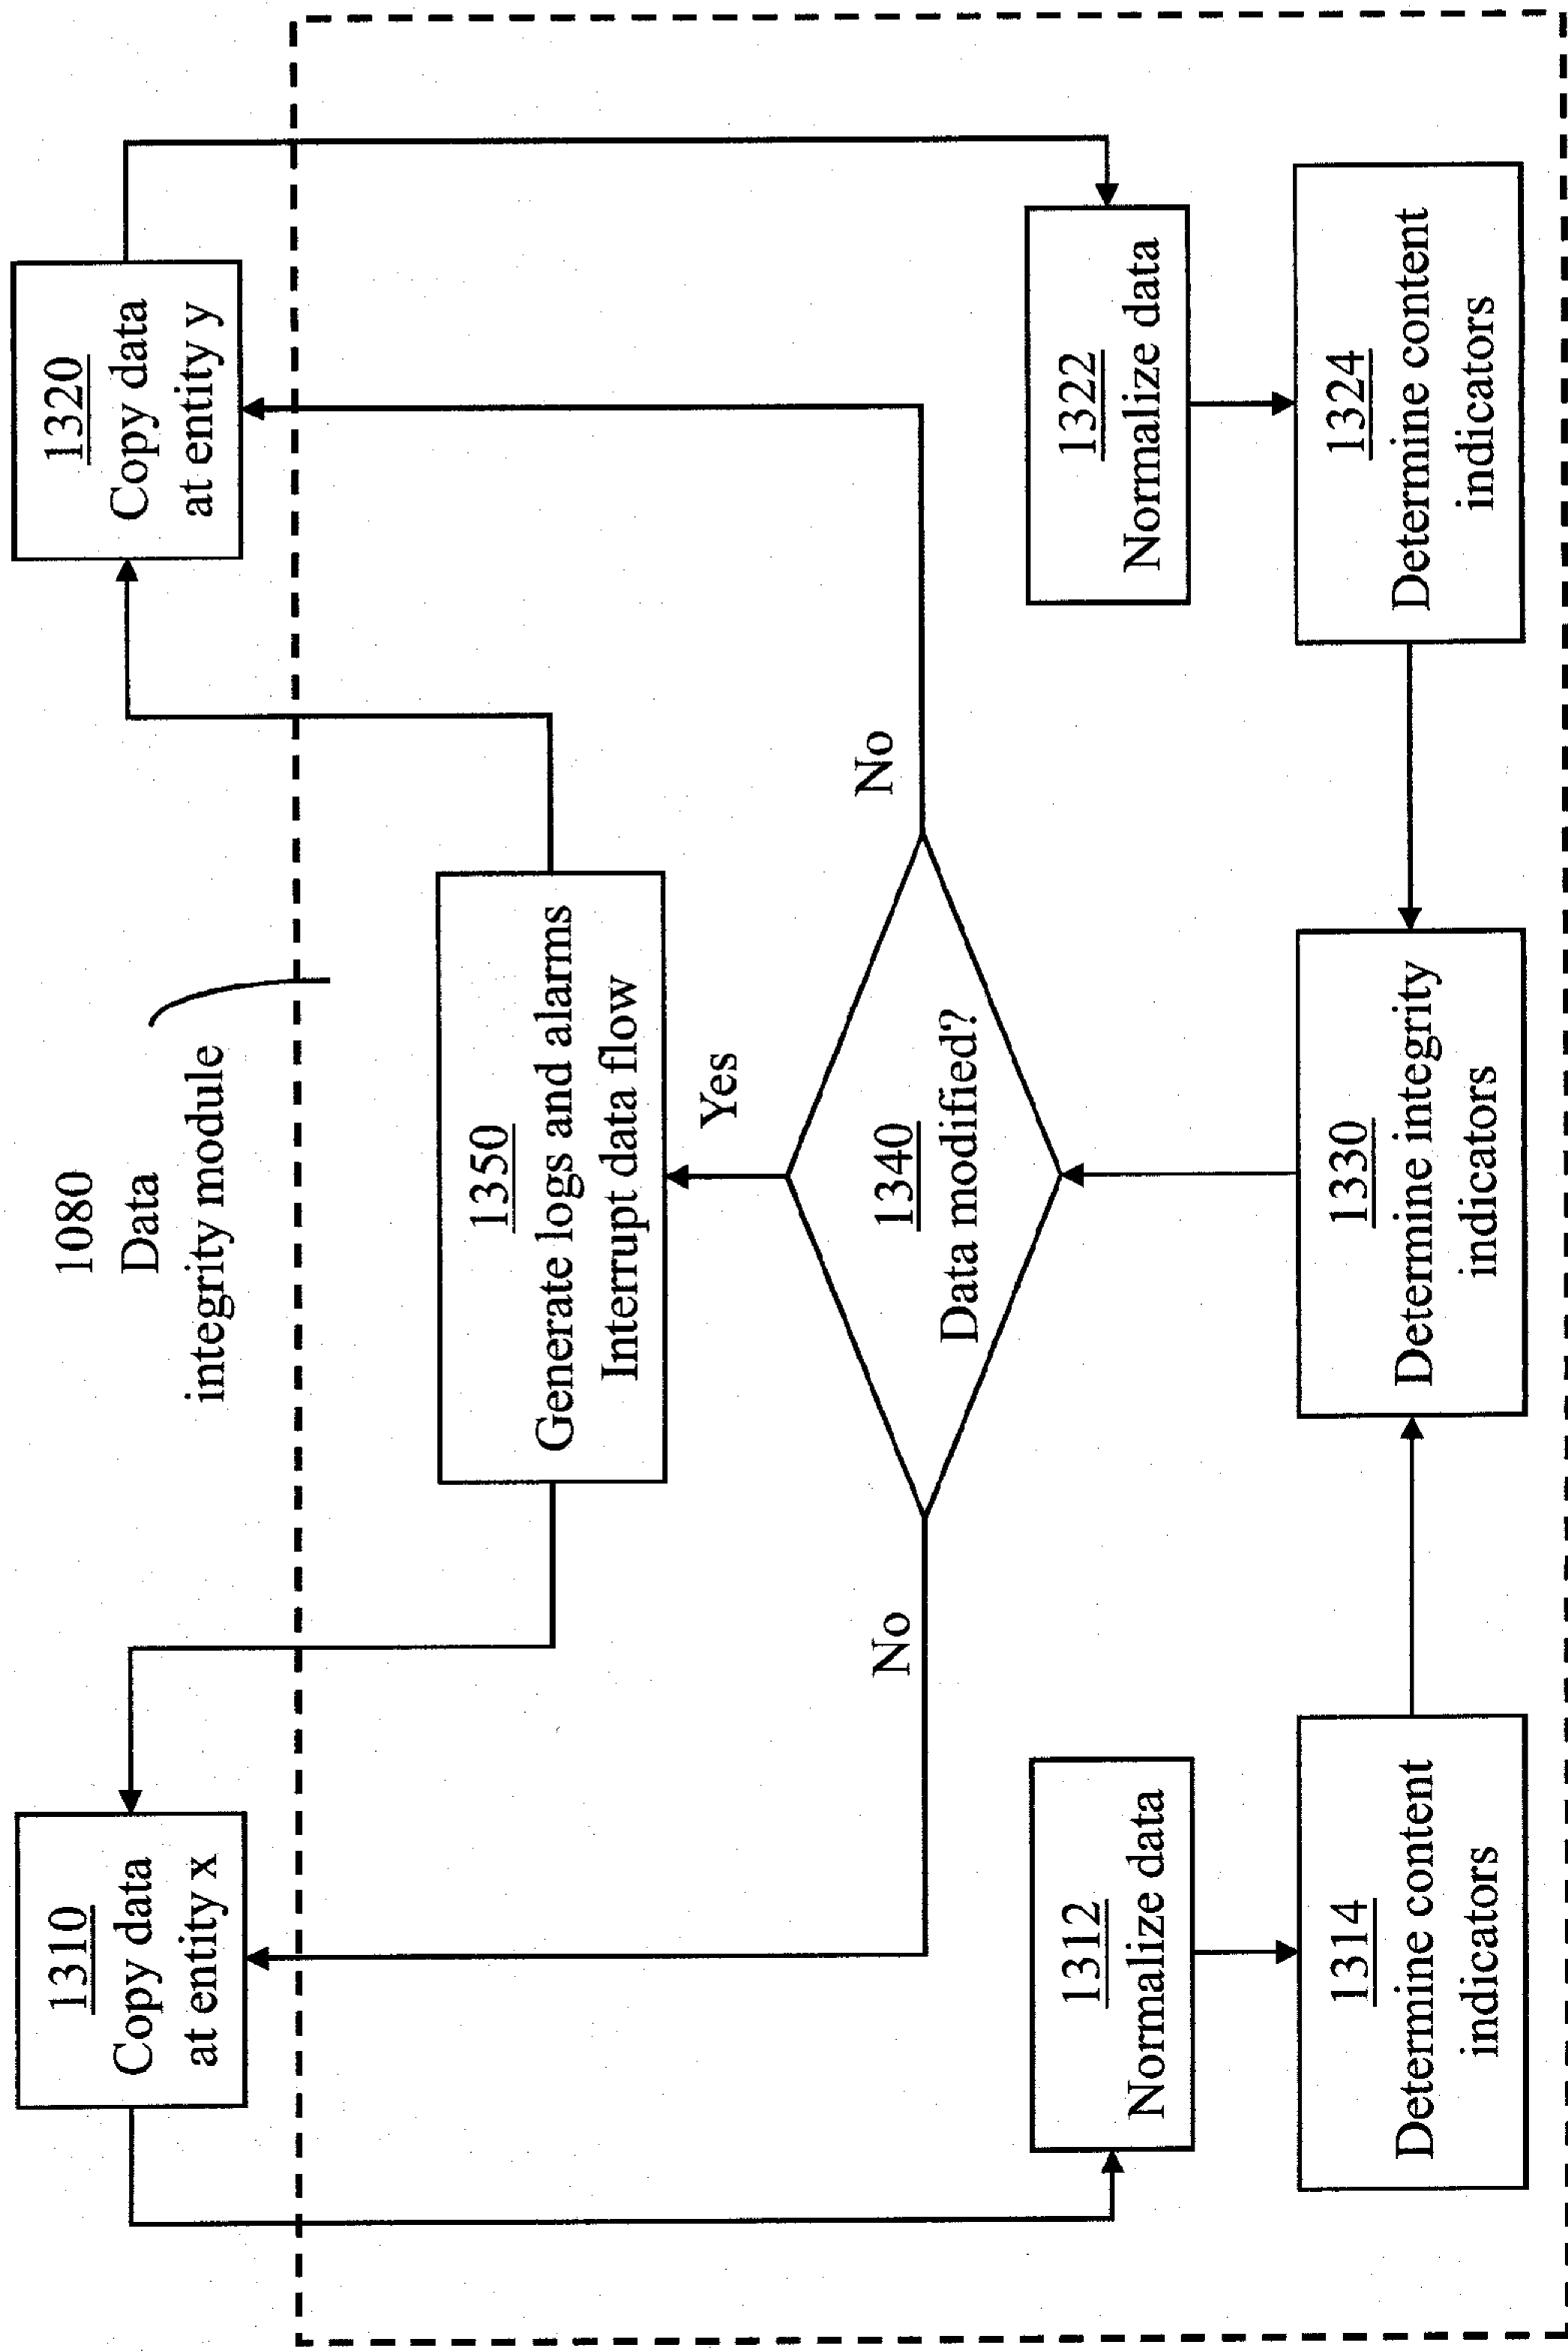 1080
Data
integrity module
1310
Copy data
at entity x
1320
Copy data
at entity y
1350
Generate logs and alarms
Interrupt data flow
Yes
No
No
1340
Data modified?
1312
Normalize data
1322
Normalize data
1314
Determine content
indicators
1330
Determine integrity
indicators
1324
Determine content
indicators